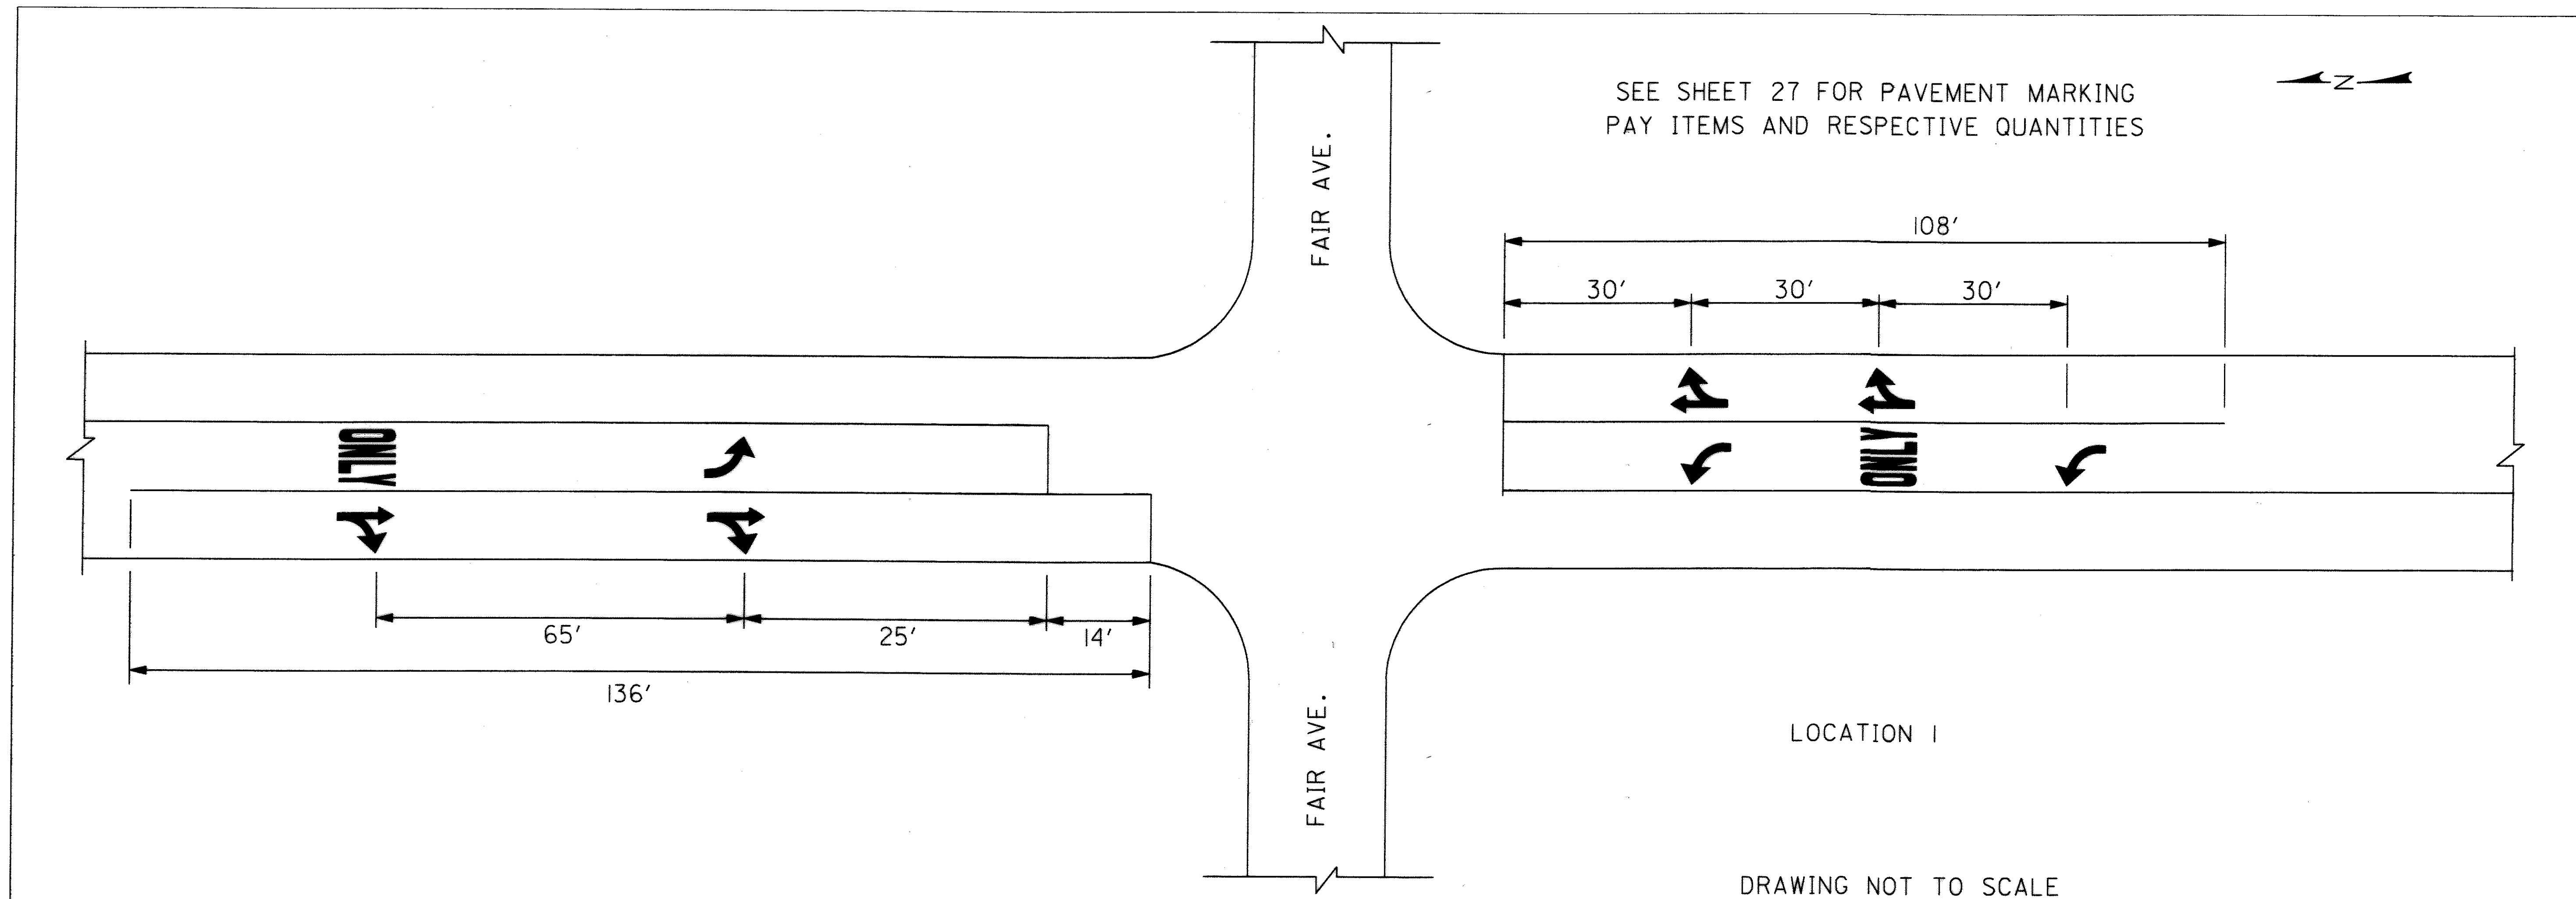 SEE SHEET 27 FOR PAVEMENT MARKING
PAY ITEMS AND RESPECTIVE QUANTITIES
N
FAIR AVE.
108'
30'
30'
30'
ONLY
ONLY
65'
25'
14'
136'
FAIR AVE.
LOCATION 1
DRAWING NOT TO SCALE